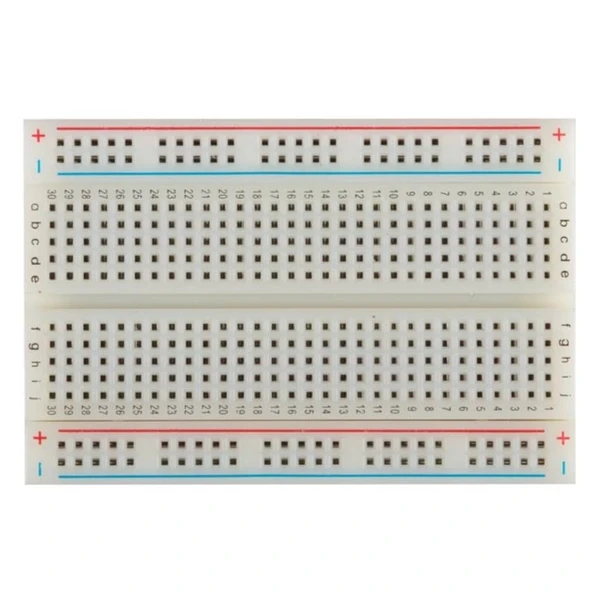 + +
- -
30 29 28 27 26 25 24 23 22 21 20 19 18 17 16 15 14 13 12 11 10 9 8 7 6 5 4 3 2 1
a a
b b
c c
d d
e e
f f
g g
h h
i i
j j
30 29 28 27 26 25 24 23 22 21 20 19 18 17 16 15 14 13 12 11 10 9 8 7 6 5 4 3 2 1
+ +
- -